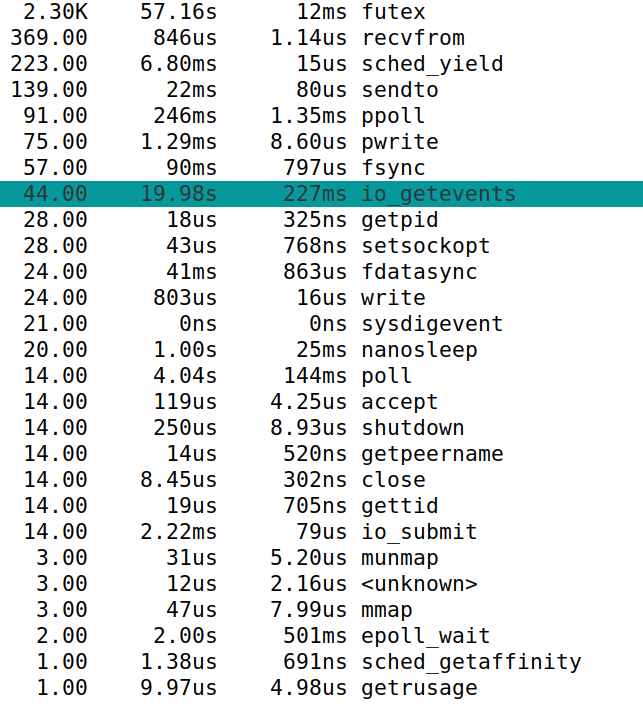 2.30K 57.16s 12ms futex
369.00 846us 1.14us recvfrom
223.00 6.80ms 15us sched_yield
139.00 22ms 80us sendto
91.00 246ms 1.35ms ppoll
75.00 1.29ms 8.60us pwrite
57.00 90ms 797us fsync
44.00 19.98s 227ms io_getevents
28.00 18us 325ns getpid
28.00 43us 768ns setsockopt
24.00 41ms 863us fdatasync
24.00 803us 16us write
21.00 0ns 0ns sysdigevent
20.00 1.00s 25ms nanosleep
14.00 4.04s 144ms poll
14.00 119us 4.25us accept
14.00 250us 8.93us shutdown
14.00 14us 520ns getpeername
14.00 8.45us 302ns close
14.00 19us 705ns gettid
14.00 2.22ms 79us io_submit
3.00 31us 5.20us munmap
3.00 12us 2.16us <unknown>
3.00 47us 7.99us mmap
2.00 2.00s 501ms epoll_wait
1.00 1.38us 691ns sched_getaffinity
1.00 9.97us 4.98us getrusage